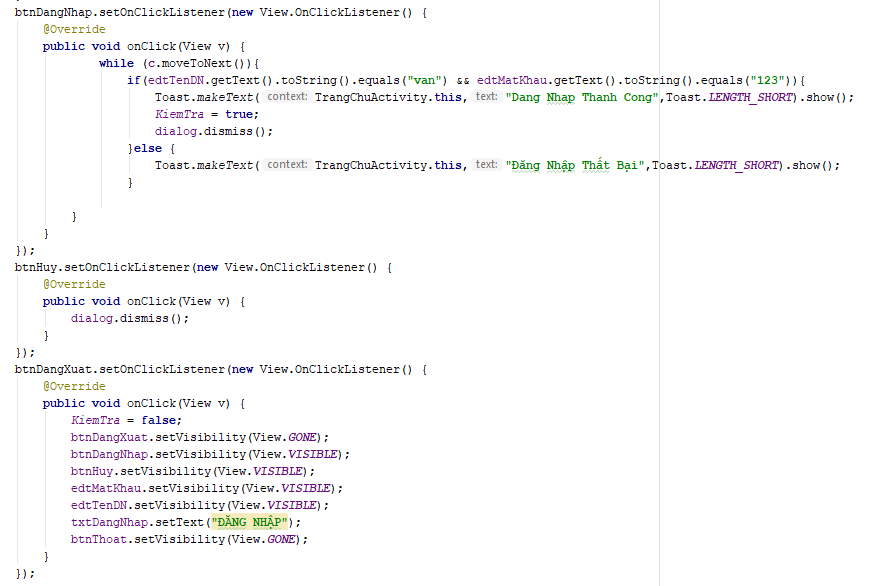 btnDangNhap.setOnClickListener(new View.OnClickListener() {
@Override
public void onClick(View v) {
while (c.moveToNext()){
if(edtTenDN.getText().toString().equals("van") && edtMatKhau.getText().toString().equals("123")){
Toast.makeText( context: TrangChuActivity.this, text: "Dang Nhap Thanh Cong",Toast.LENGTH_SHORT).show();
KiemTra = true;
dialog.dismiss();
}else {
Toast.makeText( context: TrangChuActivity.this, text: "Đăng Nhập Thất Bại",Toast.LENGTH_SHORT).show();
}
}
}
});
btnHuy.setOnClickListener(new View.OnClickListener() {
@Override
public void onClick(View v) {
dialog.dismiss();
}
});
btnDangXuat.setOnClickListener(new View.OnClickListener() {
@Override
public void onClick(View v) {
KiemTra = false;
btnDangXuat.setVisibility(View.GONE);
btnDangNhap.setVisibility(View.VISIBLE);
btnHuy.setVisibility(View.VISIBLE);
edtMatKhau.setVisibility(View.VISIBLE);
edtTenDN.setVisibility(View.VISIBLE);
txtDangNhap.setText("ĐĂNG NHẬP");
btnThoat.setVisibility(View.GONE);
}
});